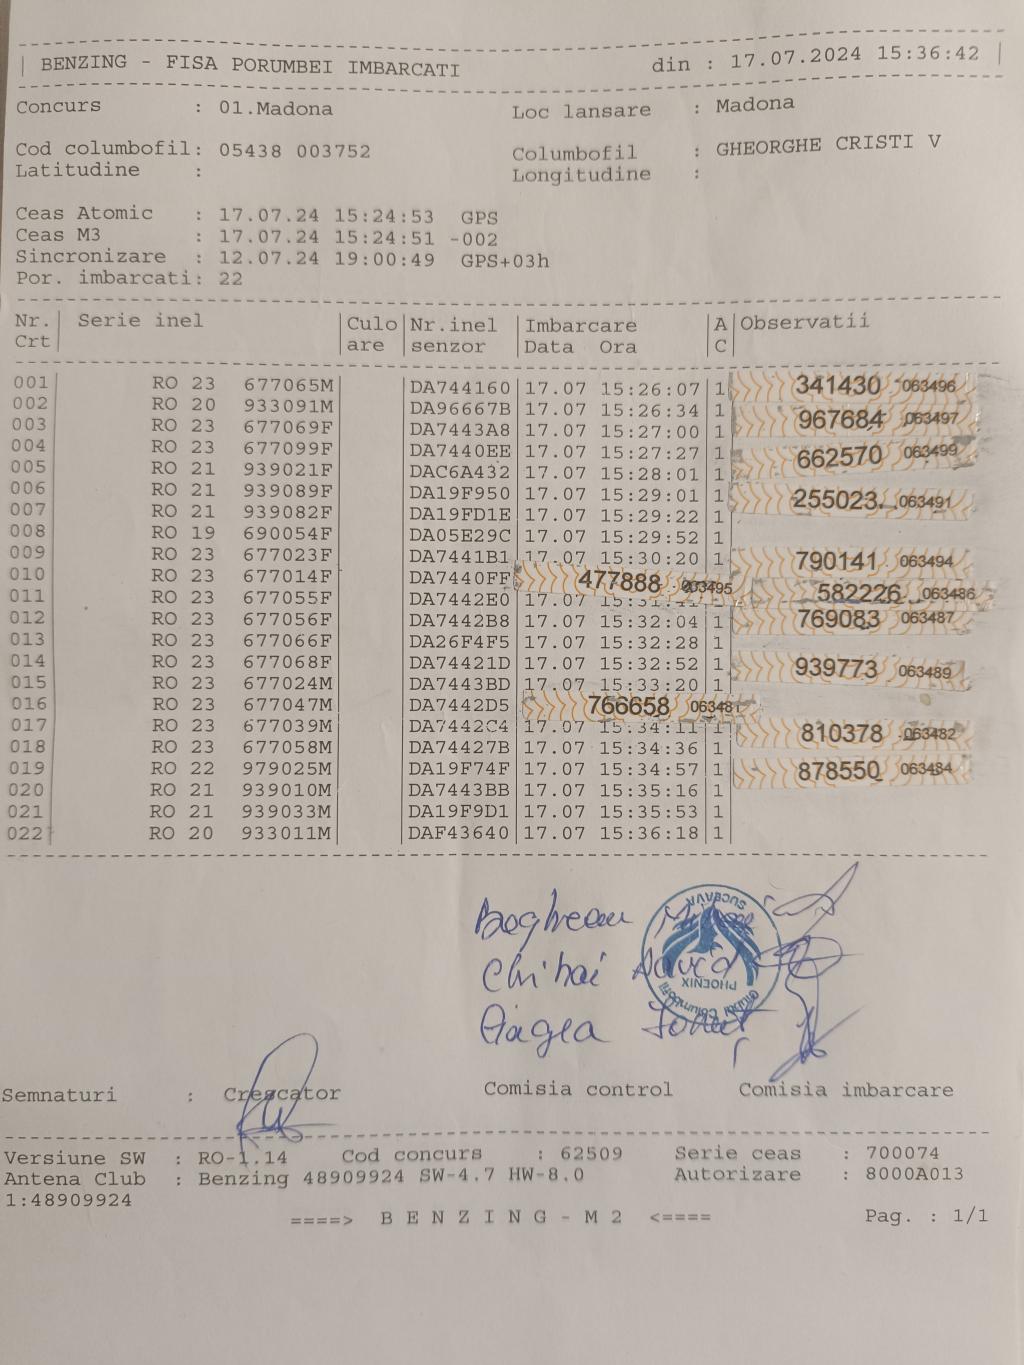 BENZING - FISA PORUMBEI IMBARCATI din : 17.07.2024 15:36:42
Concurs : 01.Madona Loc lansare : Madona
Cod columbofil: 05438 003752 Columbofil : GHEORGHE CRISTI V
Latitudine : Longitudine :
Ceas Atomic : 17.07.24 15:24:53 GPS
Ceas M3 : 17.07.24 15:24:51 -002
Sincronizare : 12.07.24 19:00:49 GPS+03h
Por. imbarcati: 22
Nr. Crt | Serie inel | Culo are | Nr.inel senzor | Imbarcare Data Ora | A C | Observatii
001 RO 23 677065M DA744160 17.07 15:26:07 1 341430 063496
002 RO 20 933091M DA96667B 17.07 15:26:34 1
003 RO 23 677069F DA7443A8 17.07 15:27:00 1 967684 063497
004 RO 23 677099F DA7440EE 17.07 15:27:27 1
005 RO 21 939021F DAC6A432 17.07 15:28:01 1 662570 063499
006 RO 21 939089F DA19F950 17.07 15:29:01 1
007 RO 21 939082F DA19FD1E 17.07 15:29:22 1 255023 063491
008 RO 19 690054F DA05E29C 17.07 15:29:52 1
009 RO 23 677023F DA7441B1 17.07 15:30:20 1 790141 063494
010 RO 23 677014F DA7440FF 477888 063495
011 RO 23 677055F DA7442E0 17.07 1 582226 063486
012 RO 23 677056F DA7442B8 17.07 15:32:04 1 769083 063487
013 RO 23 677066F DA26F4F5 17.07 15:32:28 1
014 RO 23 677068F DA74421D 17.07 15:32:52 1 939773 063489
015 RO 23 677024M DA7443BD 17.07 15:33:20 1
016 RO 23 677047M DA7442D5 766658 063481
017 RO 23 677039M DA7442C4 17.07 15:34:11 1 810378 063482
018 RO 23 677058M DA74427B 17.07 15:34:36 1
019 RO 22 979025M DA19F74F 17.07 15:34:57 1 878550 063484
020 RO 21 939010M DA7443BB 17.07 15:35:16 1
021 RO 21 939033M DA19F9D1 17.07 15:35:53 1
022 RO 20 933011M DAF43640 17.07 15:36:18 1
SUCEAVA
PHOENIX
Chihai David
Semnaturi : Crescator Comisia control Comisia imbarcare
Versiune SW : RO-1.14 Cod concurs : 62509 Serie ceas : 700074
Antena Club : Benzing 48909924 SW-4.7 HW-8.0 Autorizare : 8000A013
1:48909924
====> B E N Z I N G - M 2 <==== Pag. : 1/1